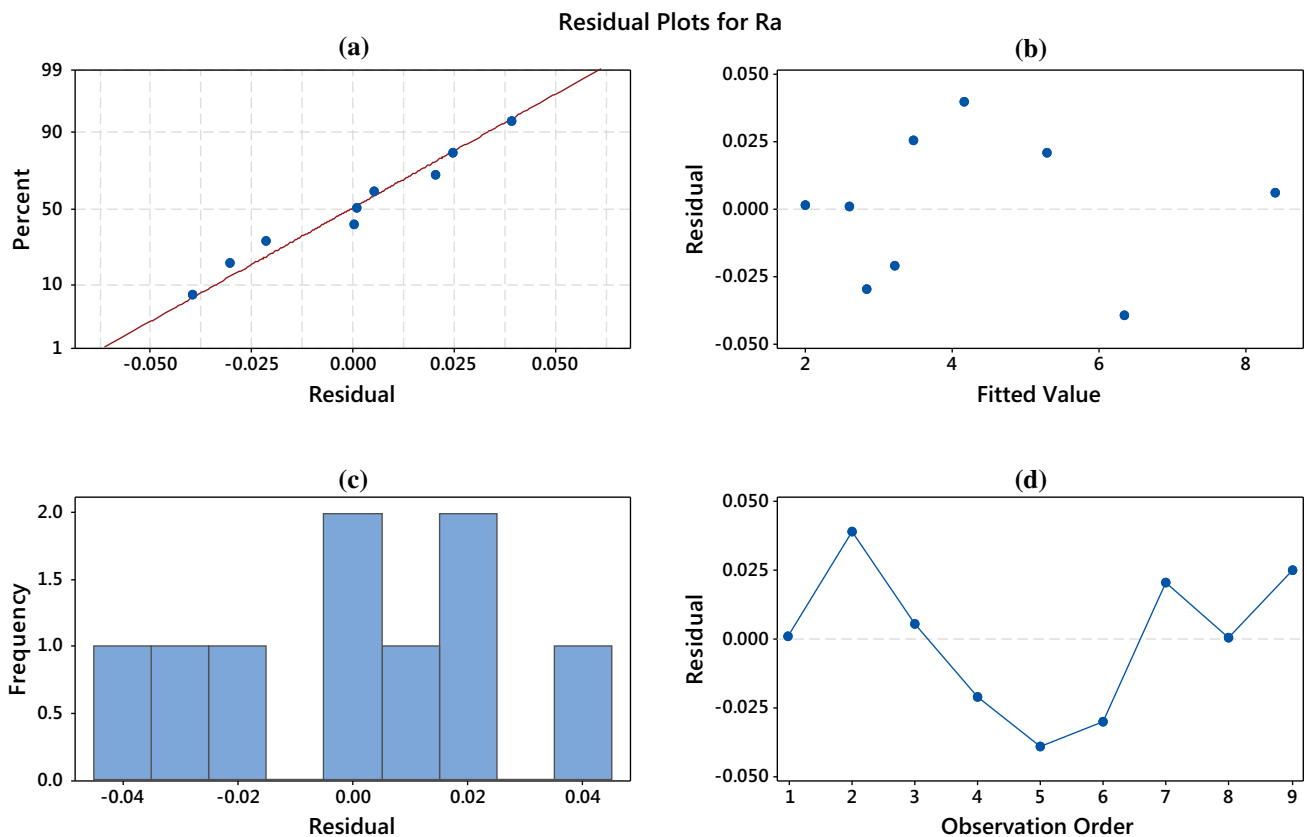 Residual Plots for Ra
(a)
99
90
50
10
1
Percent
-0.050 -0.025 0.000 0.025 0.050
Residual
(b)
0.050
0.025
0.000
-0.025
-0.050
Residual
2 4 6 8
Fitted Value
(c)
2.0
1.5
1.0
0.5
0.0
Frequency
-0.04 -0.02 0.00 0.02 0.04
Residual
(d)
0.050
0.025
0.000
-0.025
-0.050
Residual
1 2 3 4 5 6 7 8 9
Observation Order